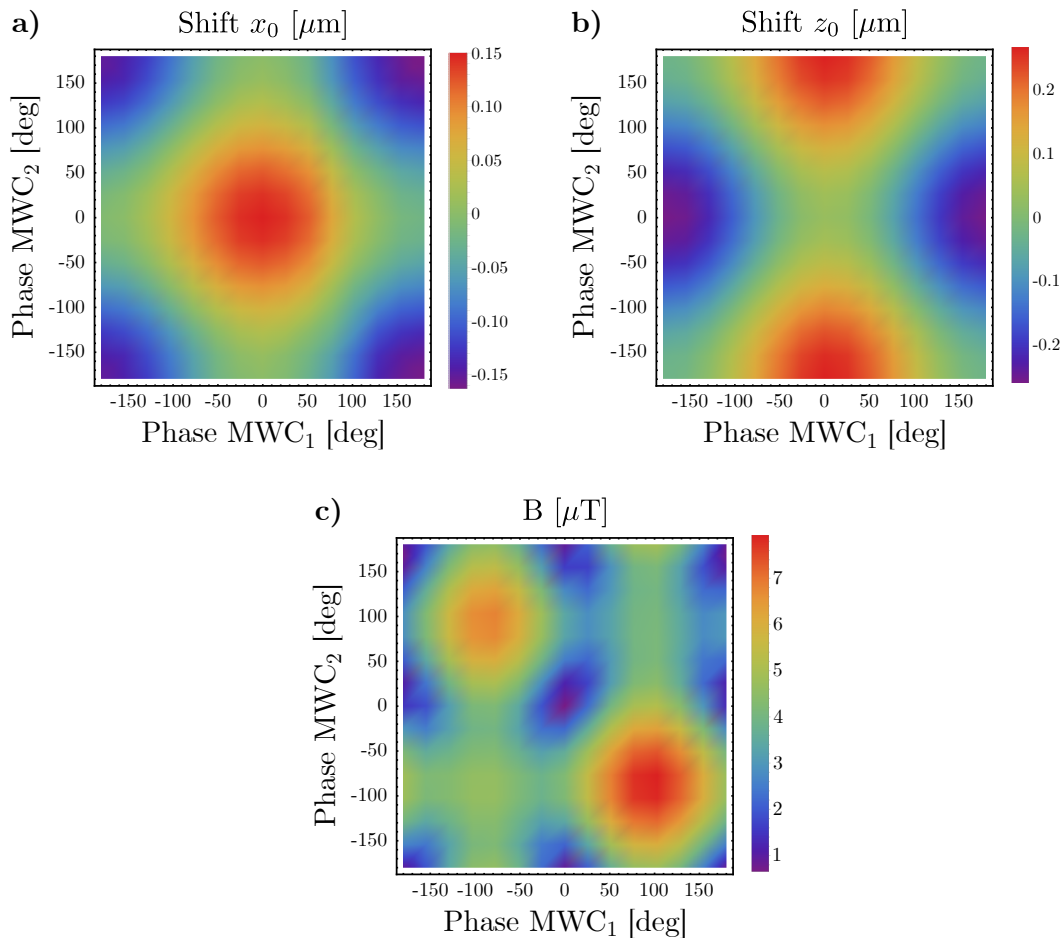 a)
Shift x₀ [μm]
150
100
50
0
-50
-100
-150
Phase MWC₂ [deg]
-150 -100 -50 0 50 100 150
Phase MWC₁ [deg]
0.15
0.10
0.05
0
-0.05
-0.10
-0.15
b)
Shift z₀ [μm]
150
100
50
0
-50
-100
-150
Phase MWC₂ [deg]
-150 -100 -50 0 50 100 150
Phase MWC₁ [deg]
0.2
0.1
0
-0.1
-0.2
c)
B [μT]
150
100
50
0
-50
-100
-150
Phase MWC₂ [deg]
-150 -100 -50 0 50 100 150
Phase MWC₁ [deg]
7
6
5
4
3
2
1